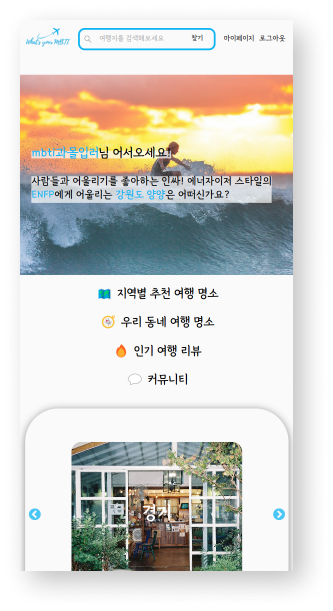 What's your MBTI?
여행지를 검색해보세요
찾기
마이페이지 로그아웃
mbti과몰입러님 어서오세요!
사람들과 어울리기를 좋아하는 인싸! 에너자이저 스타일의
ENFP에게 어울리는 강원도 양양은 어떠신가요?
지역별 추천 여행 명소
우리 동네 여행 명소
인기 여행 리뷰
커뮤니티
경기